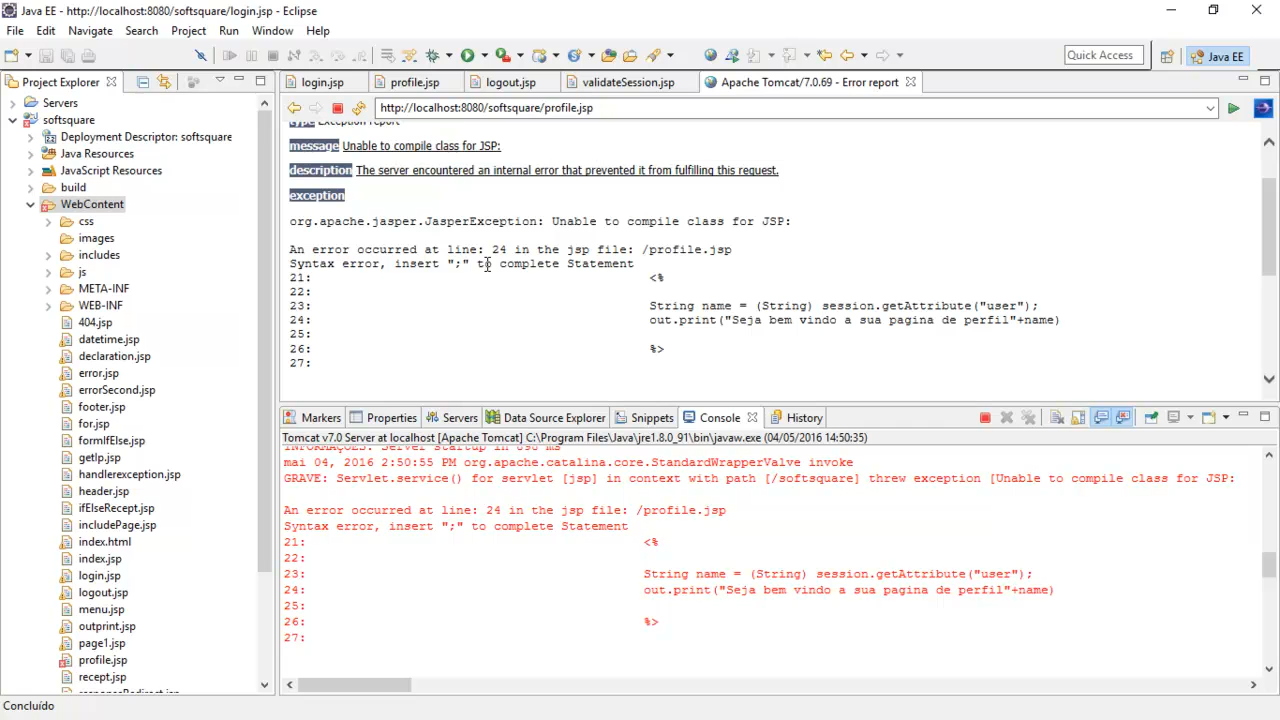 Java EE - http://localhost:8080/softsquare/login.jsp - Eclipse
File Edit Navigate Search Project Run Window Help
Quick Access
Java EE
Project Explorer
login.jsp profile.jsp logout.jsp validateSession.jsp Apache Tomcat/7.0.69 - Error report
http://localhost:8080/softsquare/profile.jsp
Servers
softsquare
Deployment Descriptor: softsquare
Java Resources
JavaScript Resources
build
WebContent
css
images
includes
js
META-INF
WEB-INF
404.jsp
datetime.jsp
declaration.jsp
error.jsp
errorSecond.jsp
footer.jsp
for.jsp
formIfElse.jsp
getIp.jsp
handlerexception.jsp
header.jsp
ifElseRecept.jsp
includePage.jsp
index.html
index.jsp
login.jsp
logout.jsp
menu.jsp
outprint.jsp
page1.jsp
profile.jsp
recept.jsp
type Exception report
message Unable to compile class for JSP:
description The server encountered an internal error that prevented it from fulfilling this request.
exception
org.apache.jasper.JasperException: Unable to compile class for JSP:
An error occurred at line: 24 in the jsp file: /profile.jsp
Syntax error, insert ";" to complete Statement
21: <%
22:
23: String name = (String) session.getAttribute("user");
24: out.print("Seja bem vindo a sua pagina de perfil"+name)
25:
26: %>
27:
Markers Properties Servers Data Source Explorer Snippets Console History
Tomcat v7.0 Server at localhost [Apache Tomcat] C:\Program Files\Java\jre1.8.0_91\bin\javaw.exe (04/05/2016 14:50:35)
INFORMAÇÕES: Server startup in 698 ms
mai 04, 2016 2:50:55 PM org.apache.catalina.core.StandardWrapperValve invoke
GRAVE: Servlet.service() for servlet [jsp] in context with path [/softsquare] threw exception [Unable to compile class for JSP:
An error occurred at line: 24 in the jsp file: /profile.jsp
Syntax error, insert ";" to complete Statement
21: <%
22:
23: String name = (String) session.getAttribute("user");
24: out.print("Seja bem vindo a sua pagina de perfil"+name)
25:
26: %>
27:
Concluído